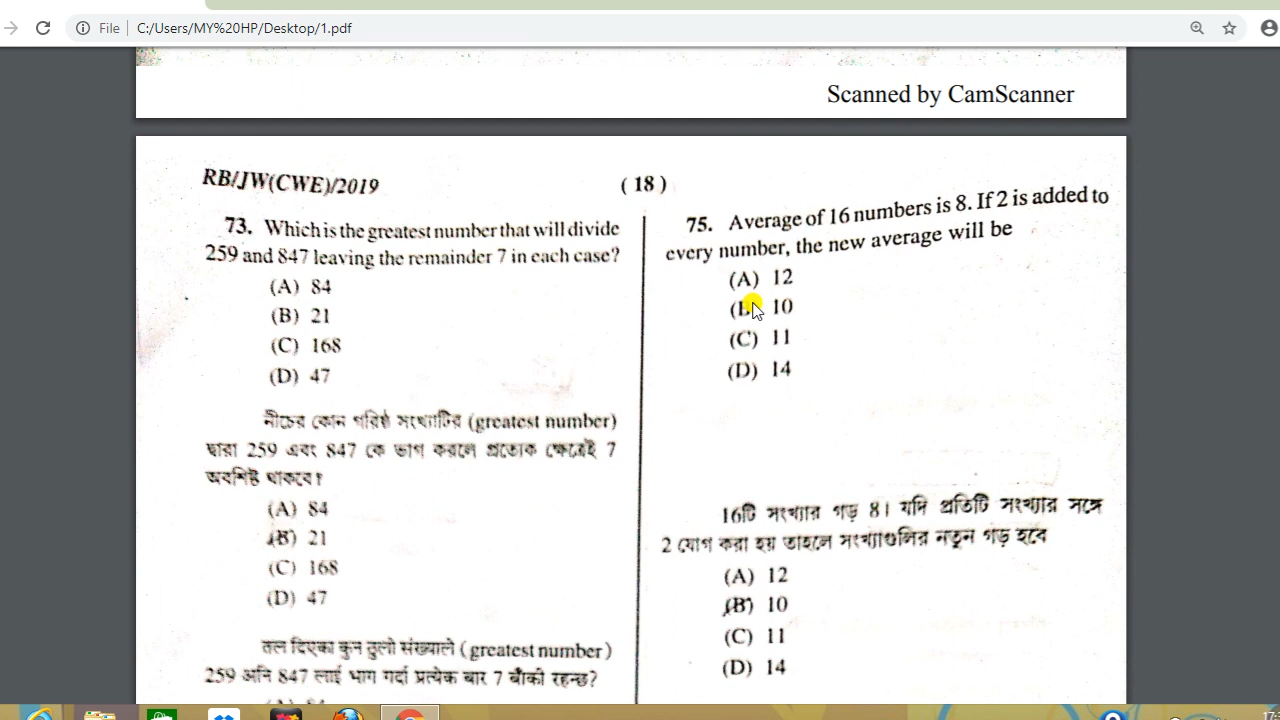 File
C:/Users/MY%20HP/Desktop/1.pdf
Scanned by CamScanner
RB/JW(CWE)/2019
( 18 )
73. Which is the greatest number that will divide
259 and 847 leaving the remainder 7 in each case?
(A) 84
(B) 21
(C) 168
(D) 47
নীচের কোন গরিষ্ঠ সংখ্যাটির (greatest number)
দ্বারা 259 এবং 847 কে ভাগ করলে প্রত্যেক ক্ষেত্রেই 7
অবশিষ্ট থাকবে?
(A) 84
(B) 21
(C) 168
(D) 47
तल दिएका कुन ठुलो संख्याले (greatest number)
259 अनि 847 लाई भाग गर्दा प्रत्येक बार 7 बाँकी रहन्छ?
75. Average of 16 numbers is 8. If 2 is added to
every number, the new average will be
(A) 12
(B) 10
(C) 11
(D) 14
16টি সংখ্যার গড় 8। যদি প্রতিটি সংখ্যার সঙ্গে
2 যোগ করা হয় তাহলে সংখ্যাগুলির নতুন গড় হবে
(A) 12
(B) 10
(C) 11
(D) 14